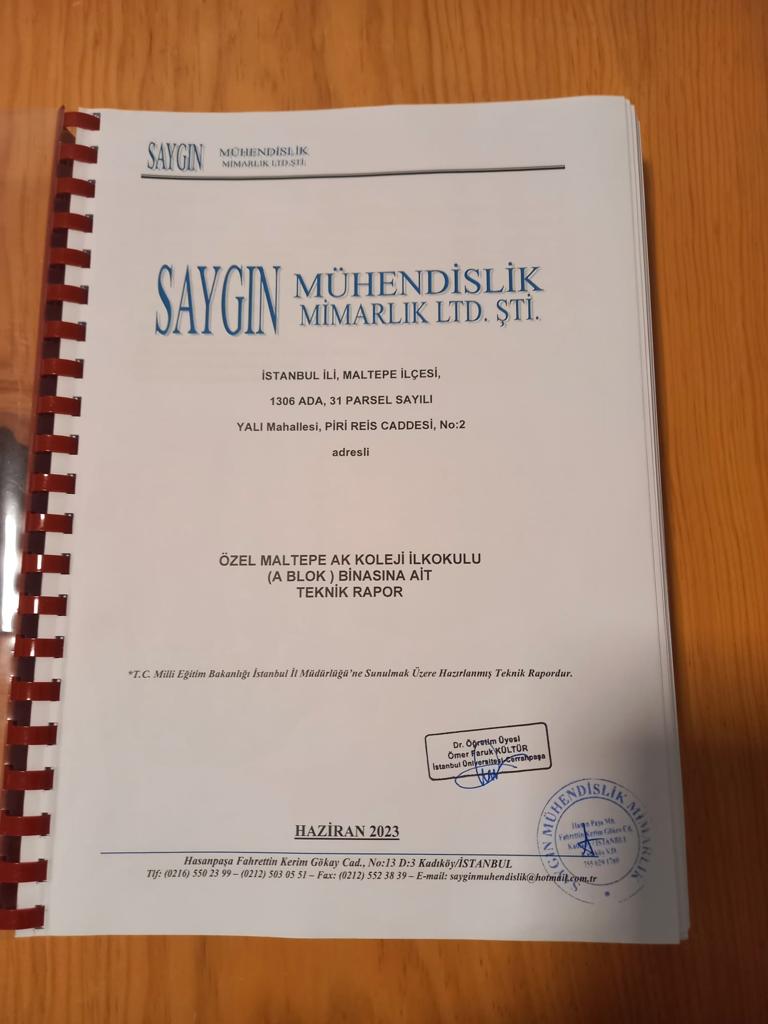 SAYGIN MÜHENDİSLİK
MİMARLIK LTD.ŞTİ.
SAYGIN MÜHENDİSLİK
MİMARLIK LTD. ŞTİ.
İSTANBUL İLİ, MALTEPE İLÇESİ,
1306 ADA, 31 PARSEL SAYILI
YALI Mahallesi, PİRİ REİS CADDESİ, No:2
adresli
ÖZEL MALTEPE AK KOLEJİ İLKOKULU
(A BLOK ) BİNASINA AİT
TEKNİK RAPOR
*T.C. Milli Eğitim Bakanlığı İstanbul İl Müdürlüğü'ne Sunulmak Üzere Hazırlanmış Teknik Rapordur.
Dr. Öğretim Üyesi
Ömer Faruk KÜLTÜR
İstanbul Üniversitesi-Cerrahpaşa
HAZİRAN 2023
SAYGIN MÜHENDİSLİK MİMARLIK
Hasanpaşa Fahrettin Kerim Gökay Cad., No:13 D:3 Kadıköy/İSTANBUL
Tlf: (0216) 550 23 99 – (0212) 503 05 51 – Fax: (0212) 552 38 39 – E-mail: sayginmuhendislik@hotmail.com.tr